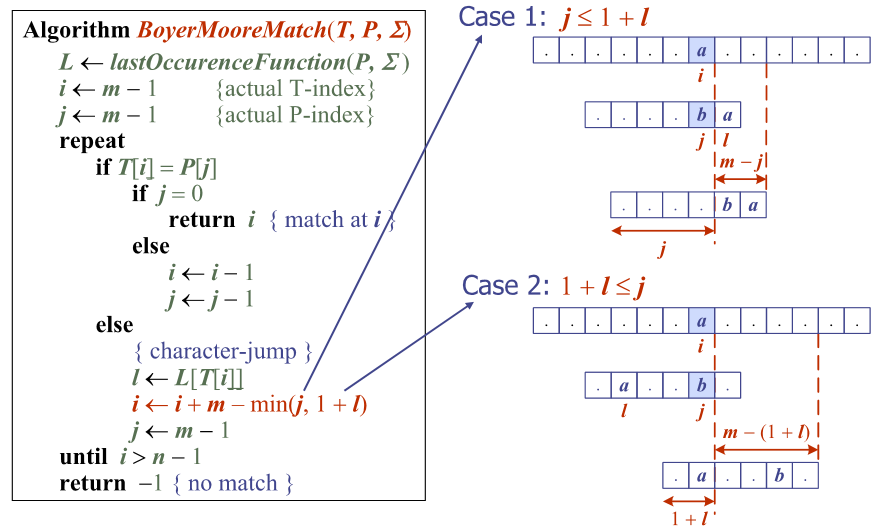 Algorithm BoyerMooreMatch(T, P, Σ)
L ← lastOccurenceFunction(P, Σ )
i ← m − 1 {actual T-index}
j ← m − 1 {actual P-index}
repeat
if T[i] = P[j]
if j = 0
return i { match at i }
else
i ← i − 1
j ← j − 1
else
{ character-jump }
l ← L[T[i]]
i ← i + m − min(j, 1 + l)
j ← m − 1
until i > n − 1
return −1 { no match }
Case 1: j ≤ 1 + l
. . . . . . a . . . . . .
i
. . . . b a
j l
m − j
. . . . b a
j
Case 2: 1 + l ≤ j
. . . . . . a . . . . . .
i
. a . . b .
l j
m − (1 + l)
. a . . b .
1 + l